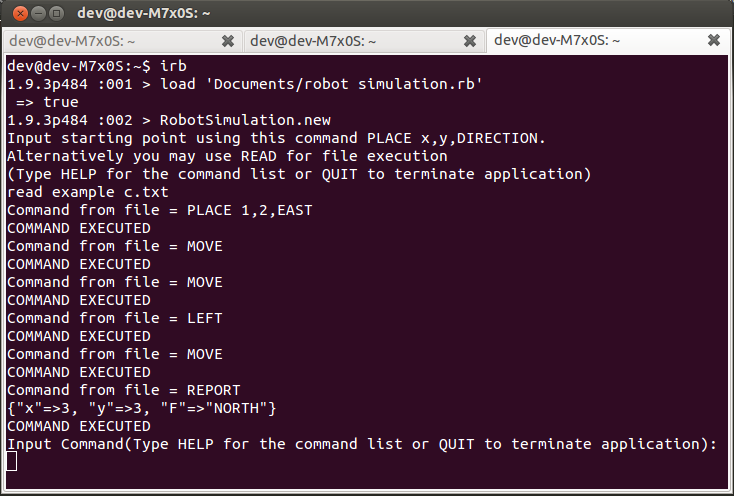 dev@dev-M7x0S: ~
dev@dev-M7x0S: ~ dev@dev-M7x0S: ~ dev@dev-M7x0S: ~
dev@dev-M7x0S:~$ irb
1.9.3p484 :001 > load 'Documents/robot simulation.rb'
=> true
1.9.3p484 :002 > RobotSimulation.new
Input starting point using this command PLACE x,y,DIRECTION.
Alternatively you may use READ for file execution
(Type HELP for the command list or QUIT to terminate application)
read example c.txt
Command from file = PLACE 1,2,EAST
COMMAND EXECUTED
Command from file = MOVE
COMMAND EXECUTED
Command from file = MOVE
COMMAND EXECUTED
Command from file = LEFT
COMMAND EXECUTED
Command from file = MOVE
COMMAND EXECUTED
Command from file = REPORT
{"x"=>3, "y"=>3, "F"=>"NORTH"}
COMMAND EXECUTED
Input Command(Type HELP for the command list or QUIT to terminate application):